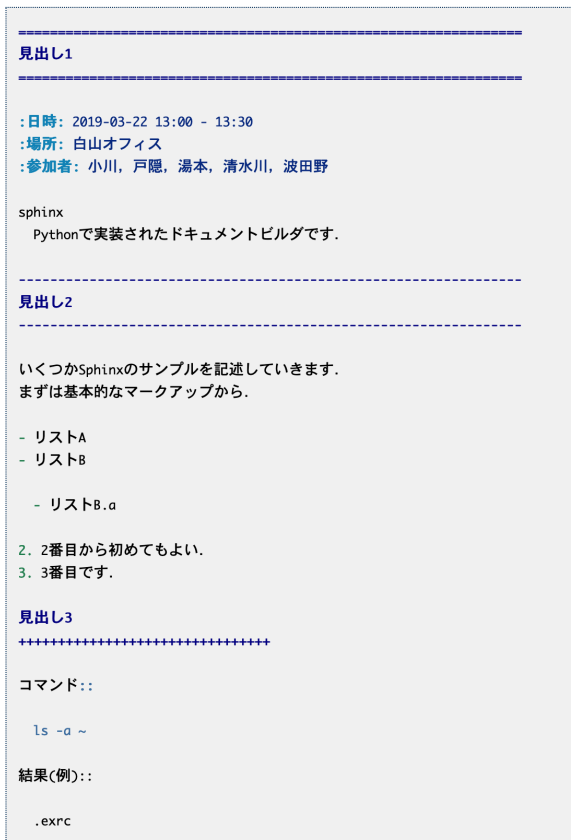 ================================================================
見出し1
================================================================
:日時: 2019-03-22 13:00 - 13:30
:場所: 白山オフィス
:参加者: 小川, 戸隠, 湯本, 清水川, 波田野
sphinx
  Pythonで実装されたドキュメントビルダです.
----------------------------------------------------------------
見出し2
----------------------------------------------------------------
いくつかSphinxのサンプルを記述していきます.
まずは基本的なマークアップから.
- リストA
- リストB
  - リストB.a
2. 2番目から初めてもよい.
3. 3番目です.
見出し3
++++++++++++++++++++++++++++++++
コマンド::
  ls -a ~
結果(例)::
  .exrc